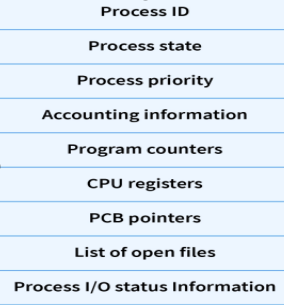 Process ID
Process state
Process priority
Accounting information
Program counters
CPU registers
PCB pointers
List of open files
Process I/O status Information